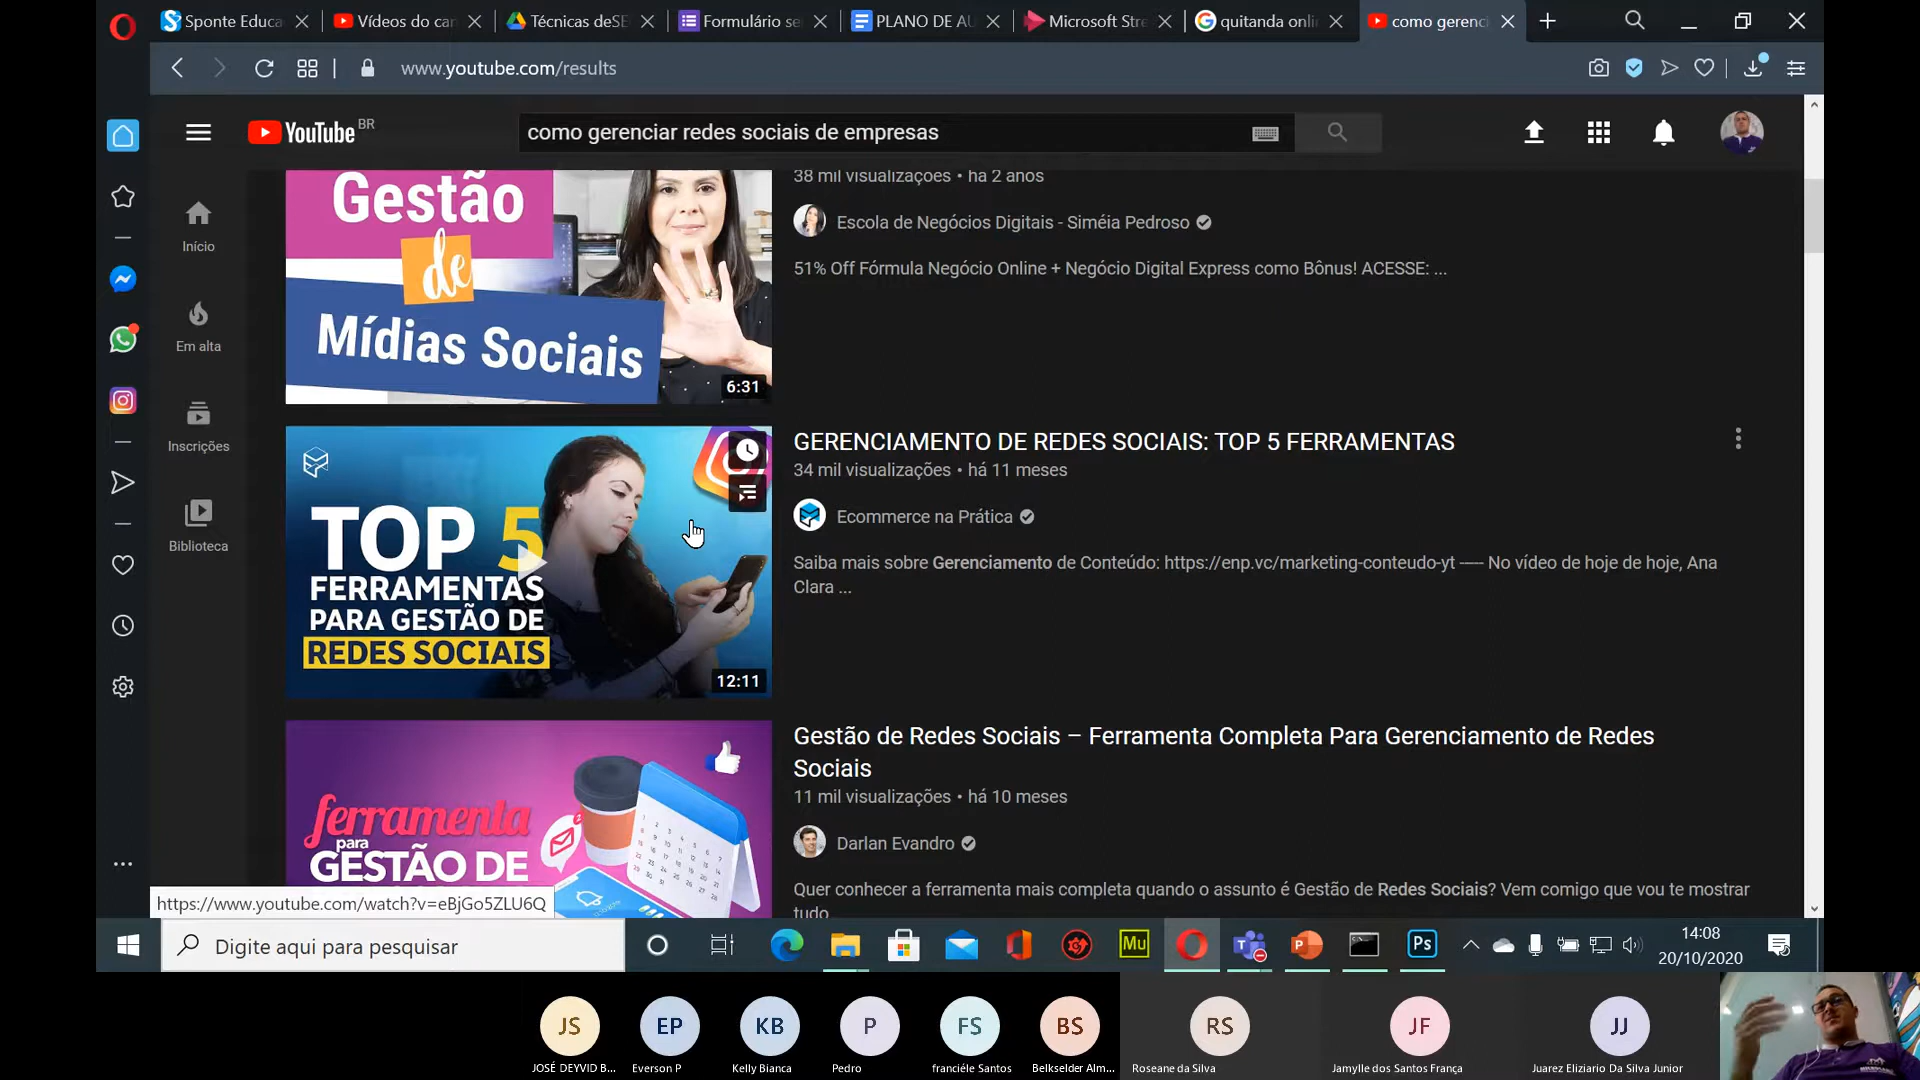 Sponte Educa
Vídeos do car
Técnicas deSE
Formulário se
PLANO DE AU
Microsoft Stre
quitanda onlin
como gerenci
www.youtube.com/results
YouTube BR
como gerenciar redes sociais de empresas
Início
Em alta
Inscrições
Biblioteca
Gestão
de
Mídias Sociais
6:31
38 mil visualizações • há 2 anos
Escola de Negócios Digitais - Siméia Pedroso
51% Off Fórmula Negócio Online + Negócio Digital Express como Bônus! ACESSE: ...
TOP 5
FERRAMENTAS
PARA GESTÃO DE
REDES SOCIAIS
12:11
GERENCIAMENTO DE REDES SOCIAIS: TOP 5 FERRAMENTAS
34 mil visualizações • há 11 meses
Ecommerce na Prática
Saiba mais sobre Gerenciamento de Conteúdo: https://enp.vc/marketing-conteudo-yt ----- No vídeo de hoje de hoje, Ana
Clara ...
ferramenta
para
GESTÃO DE
Gestão de Redes Sociais – Ferramenta Completa Para Gerenciamento de Redes
Sociais
11 mil visualizações • há 10 meses
Darlan Evandro
Quer conhecer a ferramenta mais completa quando o assunto é Gestão de Redes Sociais? Vem comigo que vou te mostrar
tudo
https://www.youtube.com/watch?v=eBjGo5ZLU6Q
Digite aqui para pesquisar
Mu
Ps
14:08
20/10/2020
JS
EP
KB
P
FS
BS
RS
JF
JJ
JOSÉ DEYVID B...
Everson P
Kelly Bianca
Pedro
franciéle Santos
Belkselder Alm...
Roseane da Silva
Jamylle dos Santos França
Juarez Eliziario Da Silva Junior